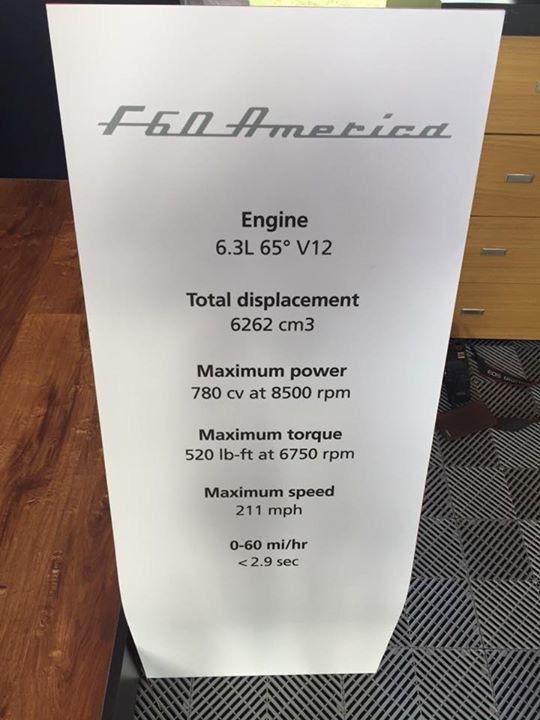 F60 America
Engine
6.3L 65° V12
Total displacement
6262 cm3
Maximum power
780 cv at 8500 rpm
Maximum torque
520 lb-ft at 6750 rpm
Maximum speed
211 mph
0-60 mi/hr
< 2.9 sec
EOS